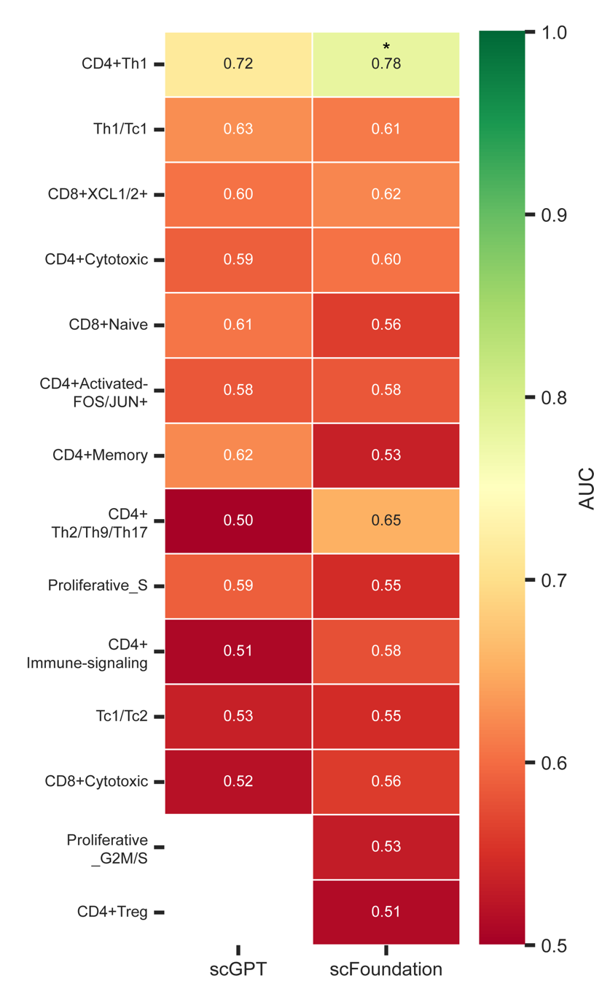 *
CD4+Th1 0.72 0.78
Th1/Tc1 0.63 0.61
CD8+XCL1/2+ 0.60 0.62
CD4+Cytotoxic 0.59 0.60
CD8+Naive 0.61 0.56
CD4+Activated-
FOS/JUN+ 0.58 0.58
CD4+Memory 0.62 0.53
CD4+
Th2/Th9/Th17 0.50 0.65
Proliferative_S 0.59 0.55
CD4+
Immune-signaling 0.51 0.58
Tc1/Tc2 0.53 0.55
CD8+Cytotoxic 0.52 0.56
Proliferative
_G2M/S 0.53
CD4+Treg 0.51
scGPT scFoundation
1.0
0.9
0.8
0.7
0.6
0.5
AUC